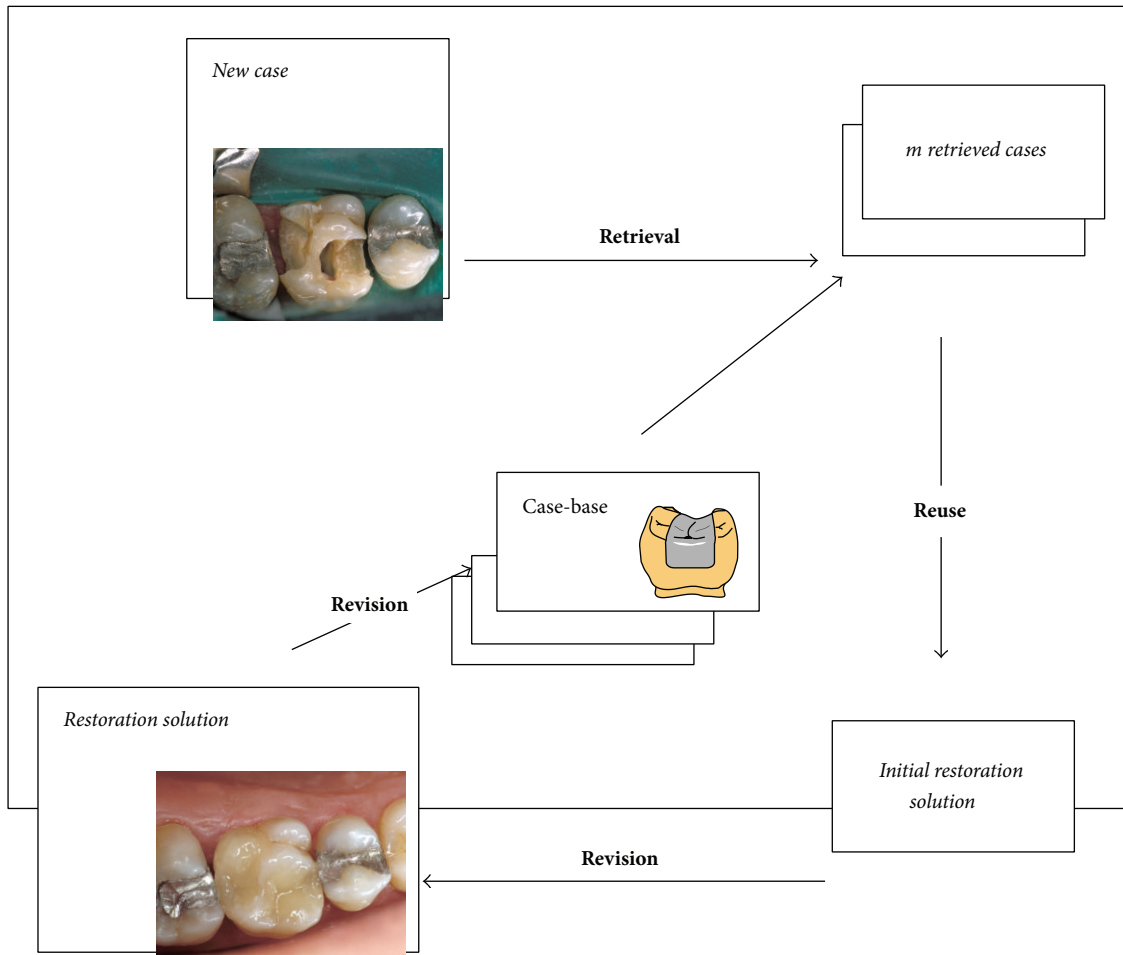 New case
m retrieved cases
Retrieval
Case-base
Reuse
Revision
Restoration solution
Initial restoration
solution
Revision